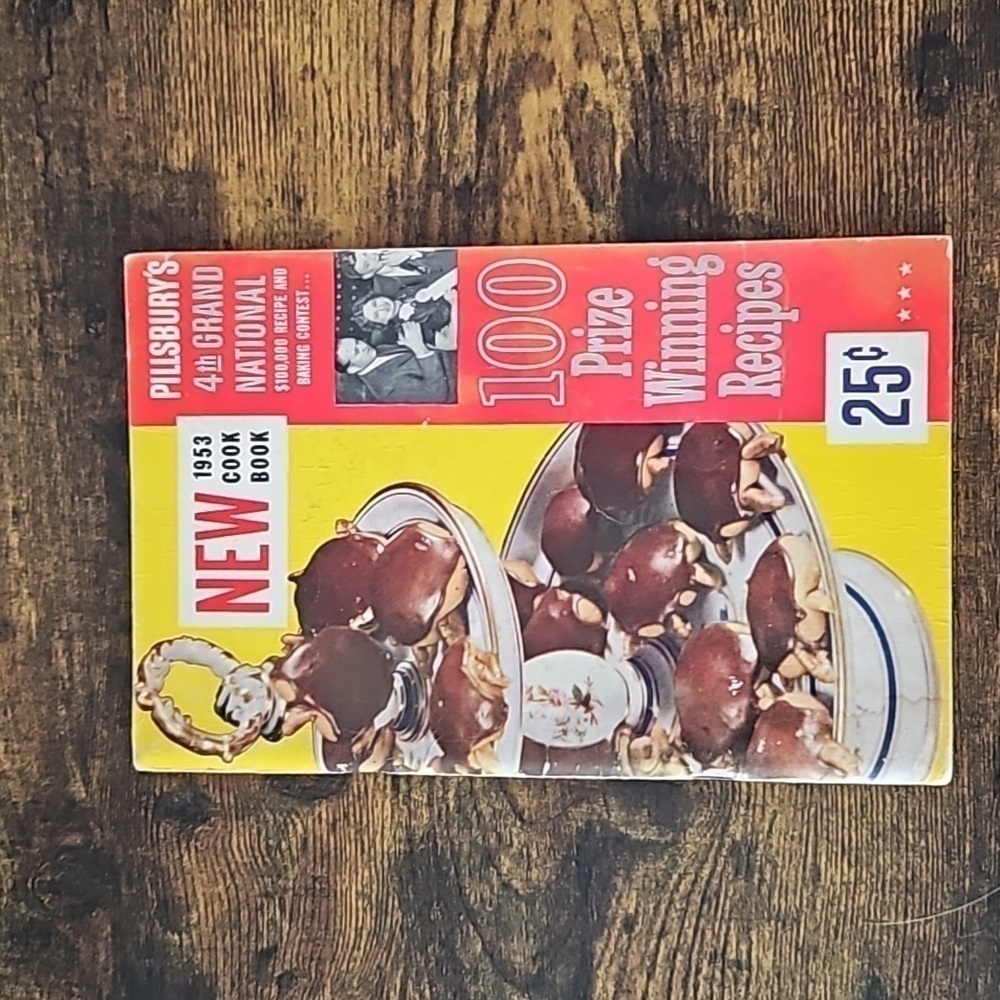 NEW 1953
COOK
BOOK
PILLSBURY'S
4th GRAND
NATIONAL
$100,000 RECIPE AND
BAKING CONTEST...
100
Prize
Winning
Recipes
25¢